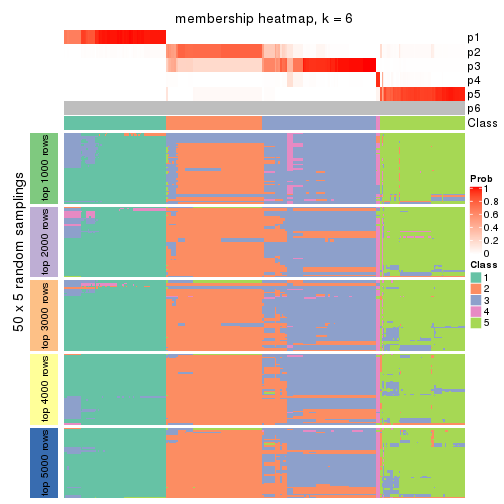 membership heatmap, k = 6
p1
p2
p3
p4
p5
p6
Class
50 x 5 random samplings
top 1000 rows
top 2000 rows
top 3000 rows
top 4000 rows
top 5000 rows
Prob
1
0.8
0.6
0.4
0.2
0
Class
1
2
3
4
5